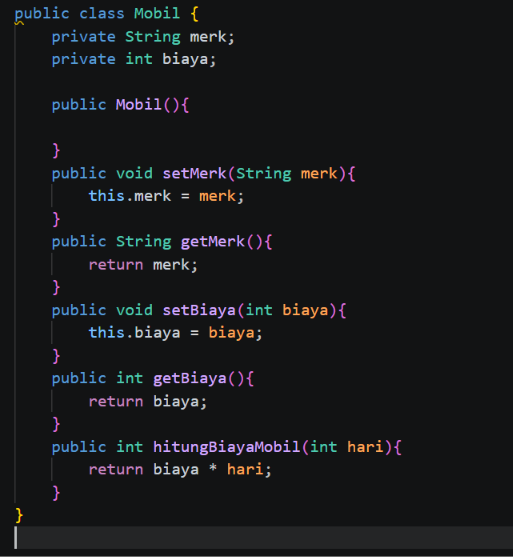 public class Mobil {
    private String merk;
    private int biaya;

    public Mobil(){

    }
    public void setMerk(String merk){
        this.merk = merk;
    }
    public String getMerk(){
        return merk;
    }
    public void setBiaya(int biaya){
        this.biaya = biaya;
    }
    public int getBiaya(){
        return biaya;
    }
    public int hitungBiayaMobil(int hari){
        return biaya * hari;
    }
}